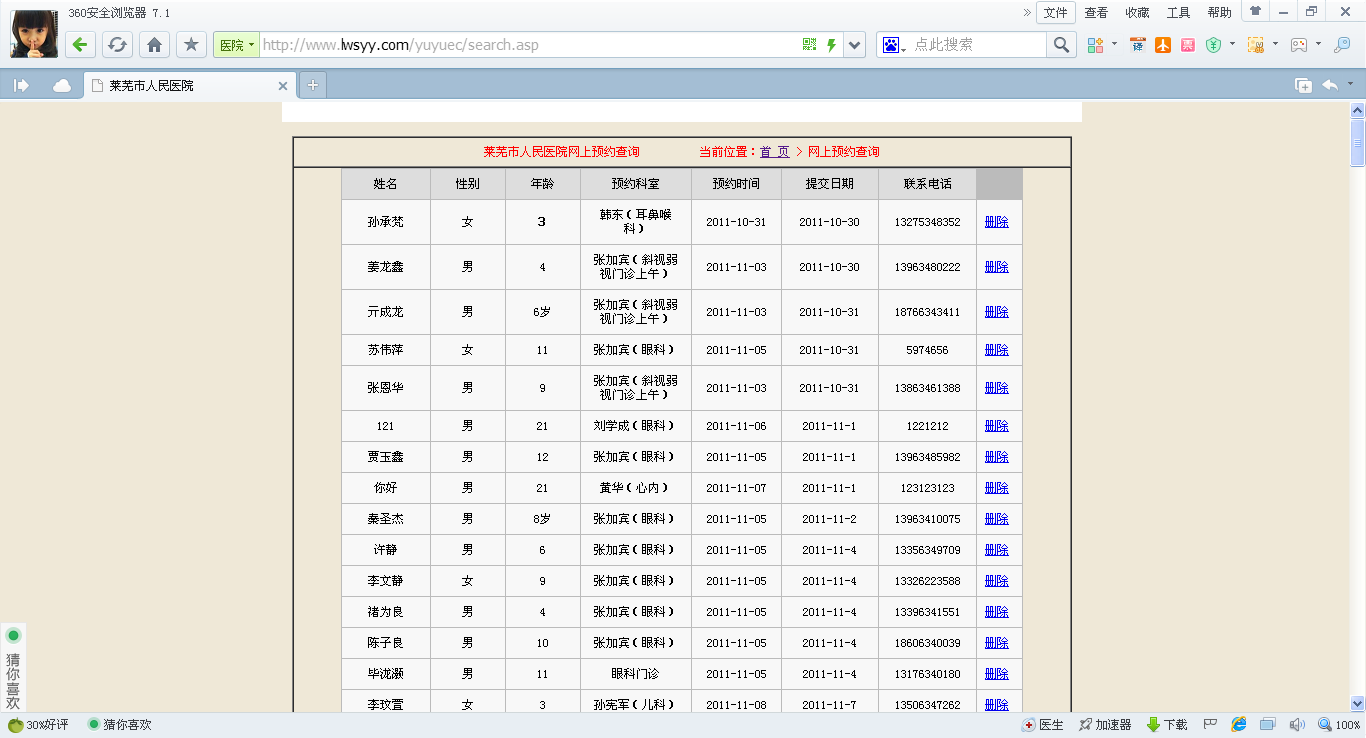 360安全浏览器 7.1
» 文件 查看 收藏 工具 帮助
医院 http://www.lwsyy.com/yuyuec/search.asp 点此搜索
莱芜市人民医院
莱芜市人民医院网上预约查询 当前位置：首 页 > 网上预约查询
姓名 性别 年龄 预约科室 预约时间 提交日期 联系电话
孙承梵 女 3 韩东（耳鼻喉科） 2011-10-31 2011-10-30 13275348352 删除
姜龙鑫 男 4 张加宾（斜视弱视门诊上午） 2011-11-03 2011-10-30 13963480222 删除
亓成龙 男 6岁 张加宾（斜视弱视门诊上午） 2011-11-03 2011-10-31 18766343411 删除
苏伟萍 女 11 张加宾（眼科） 2011-11-05 2011-10-31 5974656 删除
张恩华 男 9 张加宾（斜视弱视门诊上午） 2011-11-03 2011-10-31 13863461388 删除
121 男 21 刘学成（眼科） 2011-11-06 2011-11-1 1221212 删除
贾玉鑫 男 12 张加宾（眼科） 2011-11-05 2011-11-1 13963485982 删除
你好 男 21 黄华（心内） 2011-11-07 2011-11-1 123123123 删除
秦圣杰 男 8岁 张加宾（眼科） 2011-11-05 2011-11-2 13963410075 删除
许静 男 6 张加宾（眼科） 2011-11-05 2011-11-4 13356349709 删除
李文静 女 9 张加宾（眼科） 2011-11-05 2011-11-4 13326223588 删除
禇为良 男 4 张加宾（眼科） 2011-11-05 2011-11-4 13396341551 删除
陈子良 男 10 张加宾（眼科） 2011-11-05 2011-11-4 18606340039 删除
毕泷灏 男 11 眼科门诊 2011-11-05 2011-11-4 13176340180 删除
李玟萱 女 3 孙宪军（儿科） 2011-11-08 2011-11-7 13506347262 删除
猜你喜欢
30%好评 猜你喜欢 医生 加速器 下载 100%